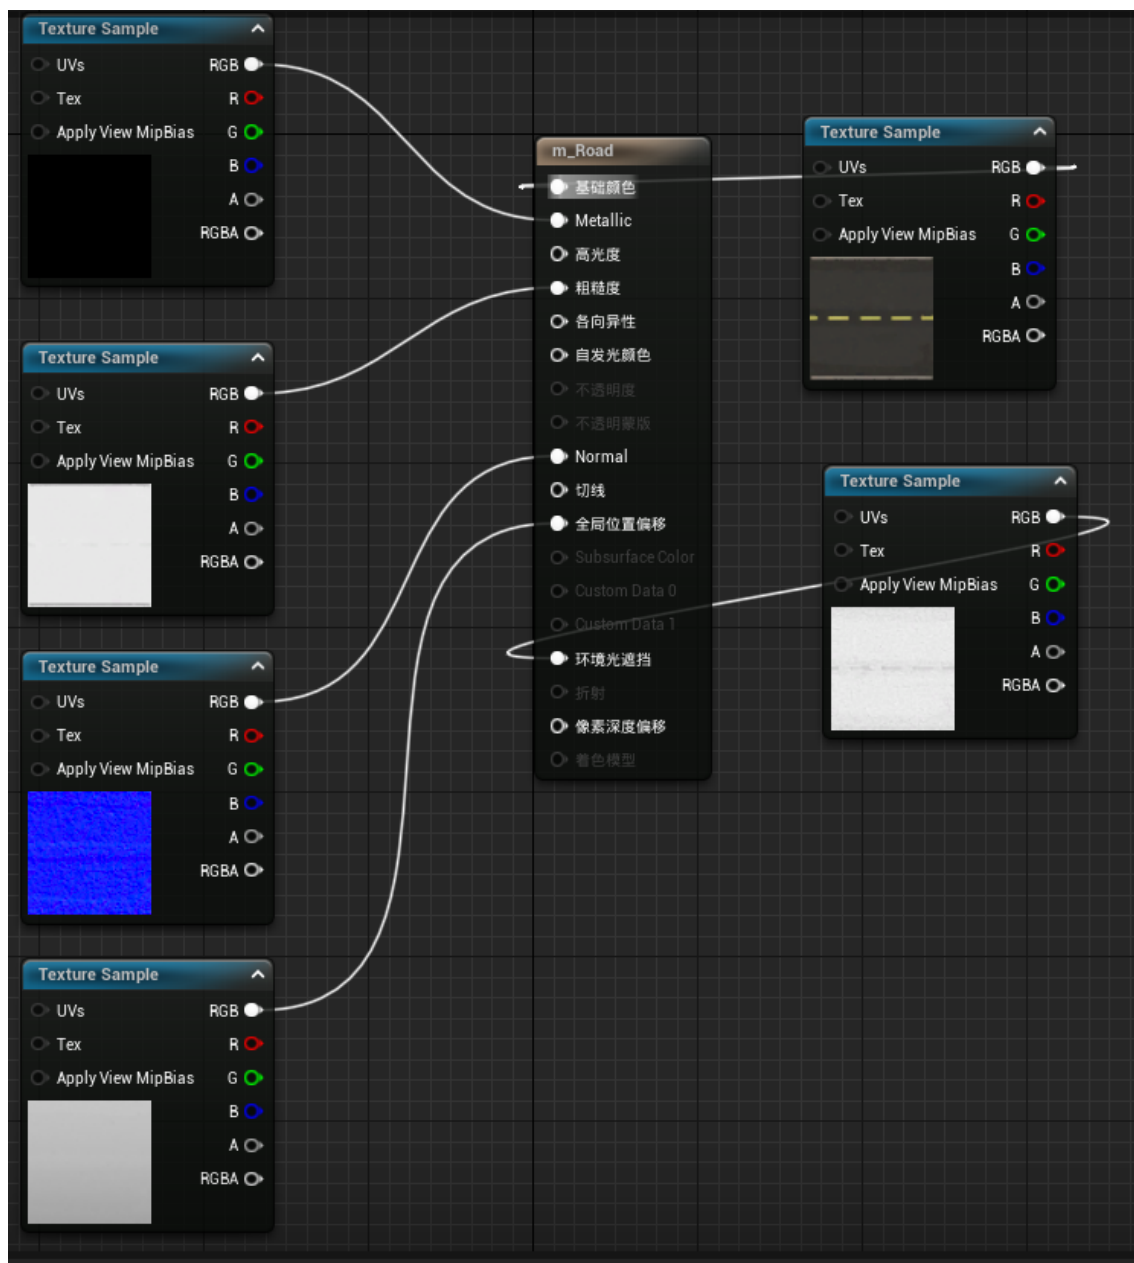 Texture Sample
UVs RGB
Tex R
Apply View MipBias G
B
A
RGBA
Texture Sample
UVs RGB
Tex R
Apply View MipBias G
B
A
RGBA
Texture Sample
UVs RGB
Tex R
Apply View MipBias G
B
A
RGBA
Texture Sample
UVs RGB
Tex R
Apply View MipBias G
B
A
RGBA
m_Road
基础颜色
Metallic
高光度
粗糙度
各向异性
自发光颜色
不透明度
不透明蒙版
Normal
切线
全局位置偏移
Subsurface Color
Custom Data 0
Custom Data 1
环境光遮挡
折射
像素深度偏移
着色模型
Texture Sample
UVs RGB
Tex R
Apply View MipBias G
B
A
RGBA
Texture Sample
UVs RGB
Tex R
Apply View MipBias G
B
A
RGBA